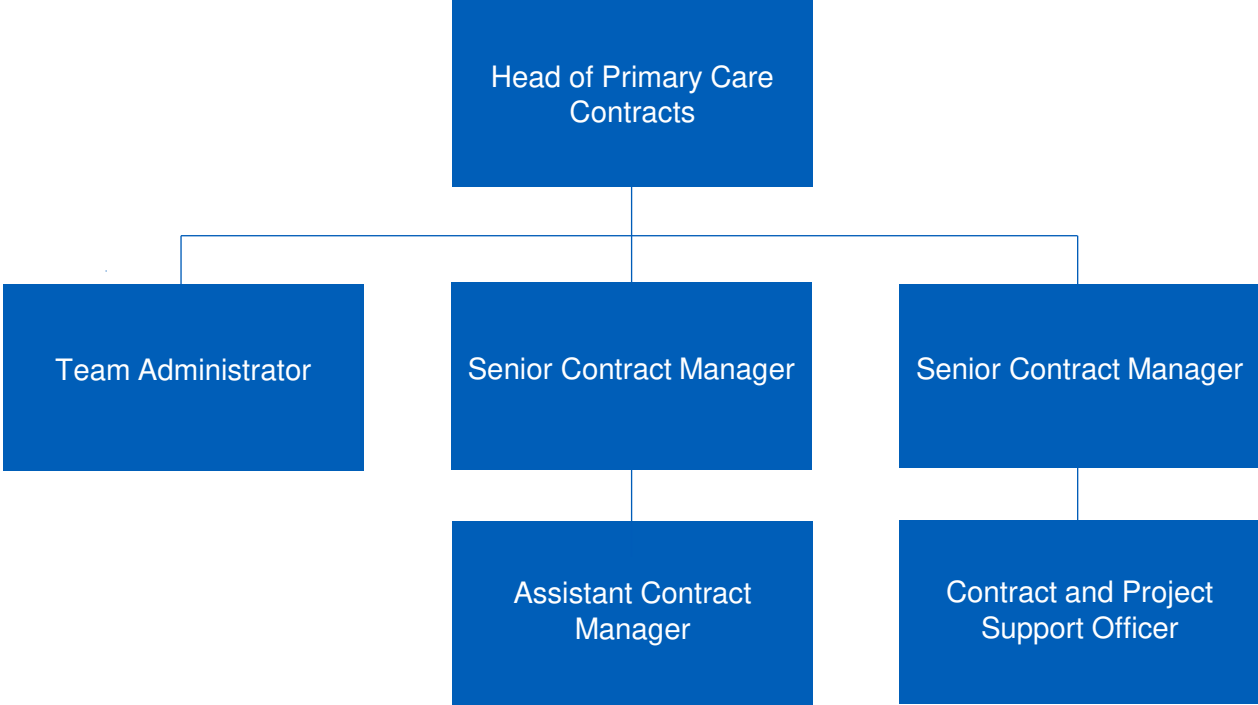 Head of Primary Care
Contracts
Team Administrator
Senior Contract Manager
Senior Contract Manager
Assistant Contract
Manager
Contract and Project
Support Officer